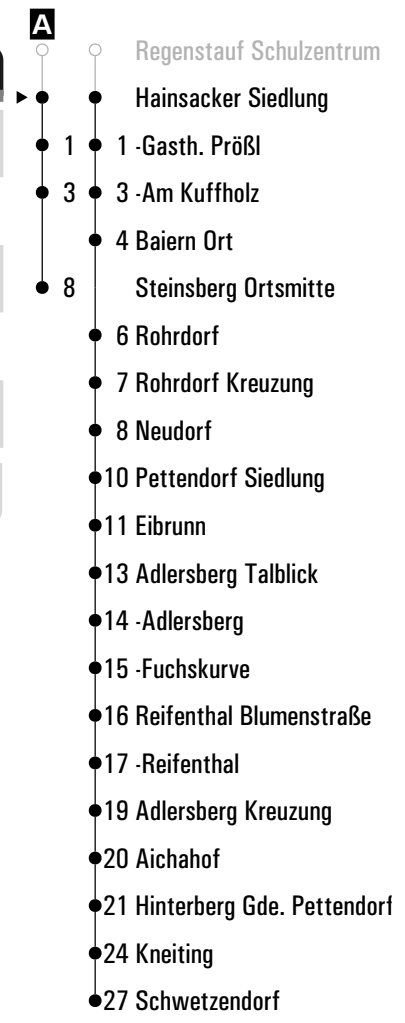 A
Regenstauf Schulzentrum
Hainsacker Siedlung
1 1 -Gasth. Prößl
3 3 -Am Kuffholz
4 Baiern Ort
8 Steinsberg Ortsmitte
6 Rohrdorf
7 Rohrdorf Kreuzung
8 Neudorf
10 Pettendorf Siedlung
11 Eibrunn
13 Adlersberg Talblick
14 -Adlersberg
15 -Fuchskurve
16 Reifenthal Blumenstraße
17 -Reifenthal
19 Adlersberg Kreuzung
20 Aichahof
21 Hinterberg Gde. Pettendorf
24 Kneiting
27 Schwetzendorf